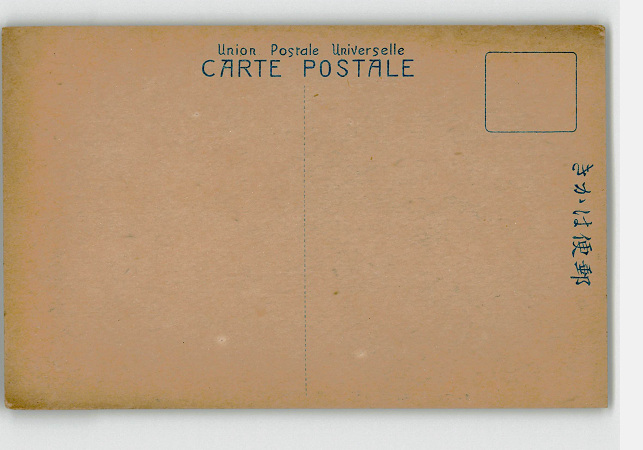 Union Postale Universelle
CARTE POSTALE
郵便はがき